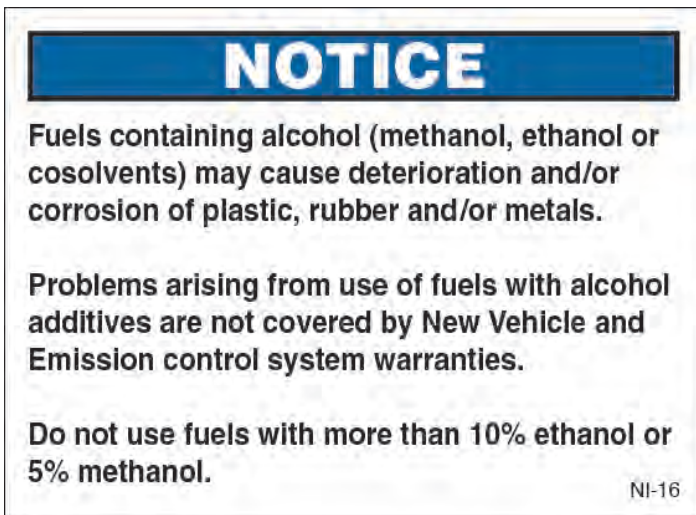 NOTICE
Fuels containing alcohol (methanol, ethanol or
cosolvents) may cause deterioration and/or
corrosion of plastic, rubber and/or metals.
Problems arising from use of fuels with alcohol
additives are not covered by New Vehicle and
Emission control system warranties.
Do not use fuels with more than 10% ethanol or
5% methanol.
NI-16